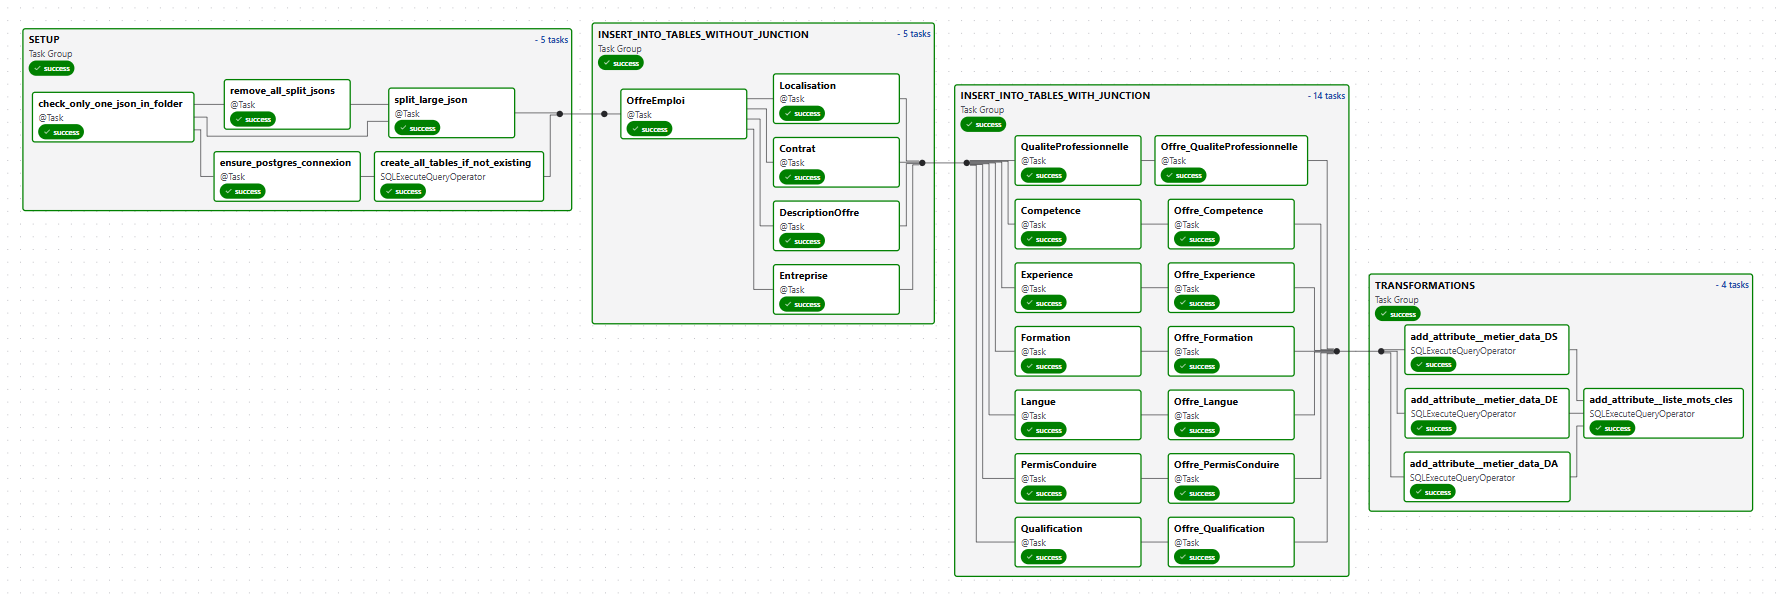 SETUP
- 5 tasks
Task Group
success
check_only_one_json_in_folder
@Task
success
remove_all_split_jsons
@Task
success
split_large_json
@Task
success
ensure_postgres_connexion
@Task
success
create_all_tables_if_not_existing
SQLExecuteQueryOperator
success
INSERT_INTO_TABLES_WITHOUT_JUNCTION
- 5 tasks
Task Group
success
OffreEmploi
@Task
success
Localisation
@Task
success
Contrat
@Task
success
DescriptionOffre
@Task
success
Entreprise
@Task
success
INSERT_INTO_TABLES_WITH_JUNCTION
- 14 tasks
Task Group
success
QualiteProfessionnelle
@Task
success
Offre_QualiteProfessionnelle
@Task
success
Competence
@Task
success
Offre_Competence
@Task
success
Experience
@Task
success
Offre_Experience
@Task
success
Formation
@Task
success
Offre_Formation
@Task
success
Langue
@Task
success
Offre_Langue
@Task
success
PermisConduire
@Task
success
Offre_PermisConduire
@Task
success
Qualification
@Task
success
Offre_Qualification
@Task
success
TRANSFORMATIONS
- 4 tasks
Task Group
success
add_attribute__metier_data_DS
SQLExecuteQueryOperator
success
add_attribute__metier_data_DE
SQLExecuteQueryOperator
success
add_attribute__metier_data_DA
SQLExecuteQueryOperator
success
add_attribute__liste_mots_cles
SQLExecuteQueryOperator
success